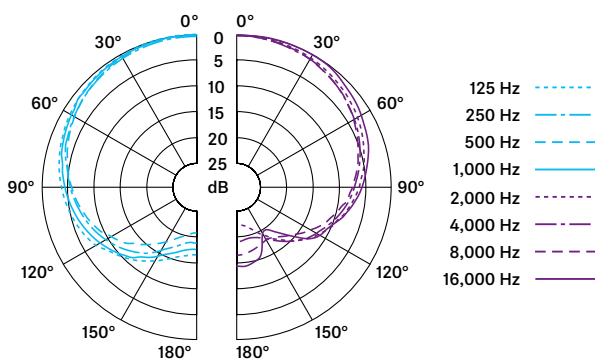 0° 0°
30° 0 30°
5
60° 10 60°
15
20
25
90° dB 90°
120° 120°
150° 150°
180° 180°
125 Hz
250 Hz
500 Hz
1,000 Hz
2,000 Hz
4,000 Hz
8,000 Hz
16,000 Hz